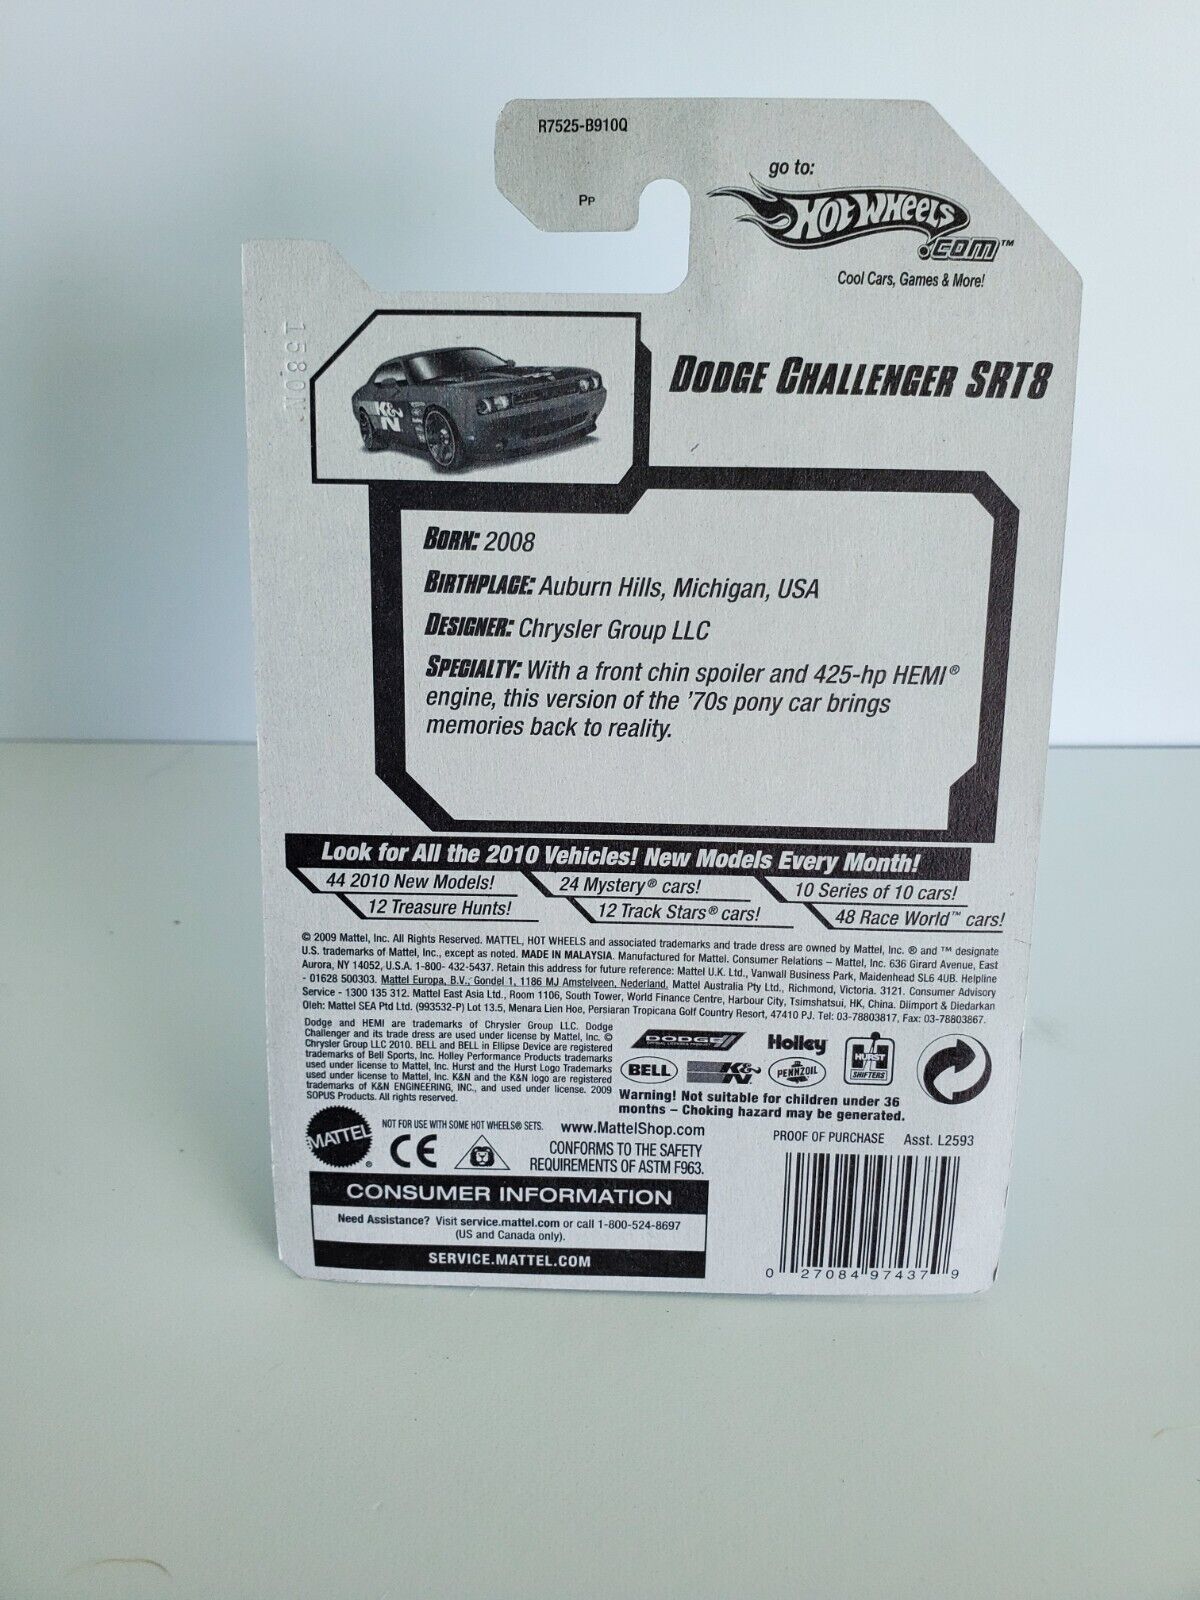 R7525-B910Q
PP
go to:
Hot Wheels
.com™
Cool Cars, Games & More!
DODGE CHALLENGER SRT8
K&N
BORN: 2008
BIRTHPLACE: Auburn Hills, Michigan, USA
DESIGNER: Chrysler Group LLC
SPECIALTY: With a front chin spoiler and 425-hp HEMI®
engine, this version of the '70s pony car brings
memories back to reality.
Look for All the 2010 Vehicles! New Models Every Month!
44 2010 New Models!
24 Mystery® cars!
10 Series of 10 cars!
12 Treasure Hunts!
12 Track Stars® cars!
48 Race World™ cars!
© 2009 Mattel, Inc. All Rights Reserved. MATTEL, HOT WHEELS and associated trademarks and trade dress are owned by Mattel, Inc. ® and ™ designate
U.S. trademarks of Mattel, Inc., except as noted. MADE IN MALAYSIA. Manufactured for Mattel. Consumer Relations – Mattel, Inc. 636 Girard Avenue, East
Aurora, NY 14052, U.S.A. 1-800- 432-5437. Retain this address for future reference: Mattel U.K. Ltd., Vanwall Business Park, Maidenhead SL6 4UB. Helpline
- 01628 500303. Mattel Europa, B.V., Gondel 1, 1186 MJ Amstelveen, Nederland. Mattel Australia Pty Ltd., Richmond, Victoria. 3121. Consumer Advisory
Service - 1300 135 312. Mattel East Asia Ltd., Room 1106, South Tower, World Finance Centre, Harbour City, Tsimshatsui, HK, China. Diimport & Diedarkan
Oleh: Mattel SEA Ptd Ltd. (993532-P) Lot 13.5, Menara Lien Hoe, Persiaran Tropicana Golf Country Resort, 47410 PJ. Tel: 03-78803817, Fax: 03-78803867.
Dodge and HEMI are trademarks of Chrysler Group LLC. Dodge
Challenger and its trade dress are used under license by Mattel, Inc. ©
Chrysler Group LLC 2010. BELL and BELL in Ellipse Device are registered
trademarks of Bell Sports, Inc. Holley Performance Products trademarks
used under license to Mattel, Inc. Hurst and the Hurst Logo Trademarks
used under license to Mattel, Inc. K&N and the K&N logo are registered
trademarks of K&N ENGINEERING, INC., and used under license. 2009
SOPUS Products. All rights reserved.
DODGE
Holley
HURST
SHIFTERS
BELL
K&N
PENNZOIL
Warning! Not suitable for children under 36
months – Choking hazard may be generated.
MATTEL ®
NOT FOR USE WITH SOME HOT WHEELS® SETS.
www.MattelShop.com
CE
CONFORMS TO THE SAFETY
REQUIREMENTS OF ASTM F963.
PROOF OF PURCHASE Asst. L2593
CONSUMER INFORMATION
Need Assistance? Visit service.mattel.com or call 1-800-524-8697
(US and Canada only).
SERVICE.MATTEL.COM
0 27084 97437 9